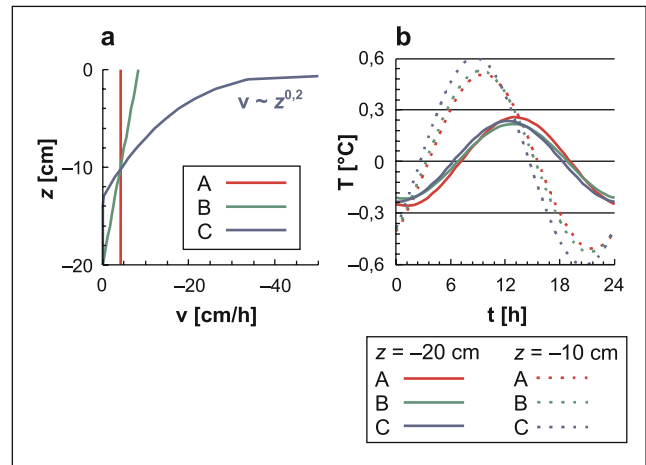 a
0
–10
–20
z [cm]
v ~ z0,2
A
B
C
0
–20
–40
v [cm/h]
b
0,6
0,3
0
–0,3
–0,6
T [°C]
0
6
12
18
24
t [h]
z = –20 cm z = –10 cm
A A
B B
C C